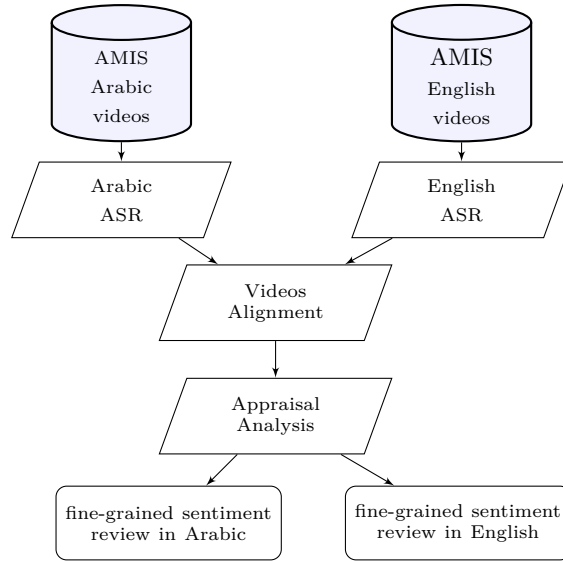 AMIS
Arabic
videos
AMIS
English
videos
Arabic
ASR
English
ASR
Videos
Alignment
Appraisal
Analysis
fine-grained sentiment
review in Arabic
fine-grained sentiment
review in English